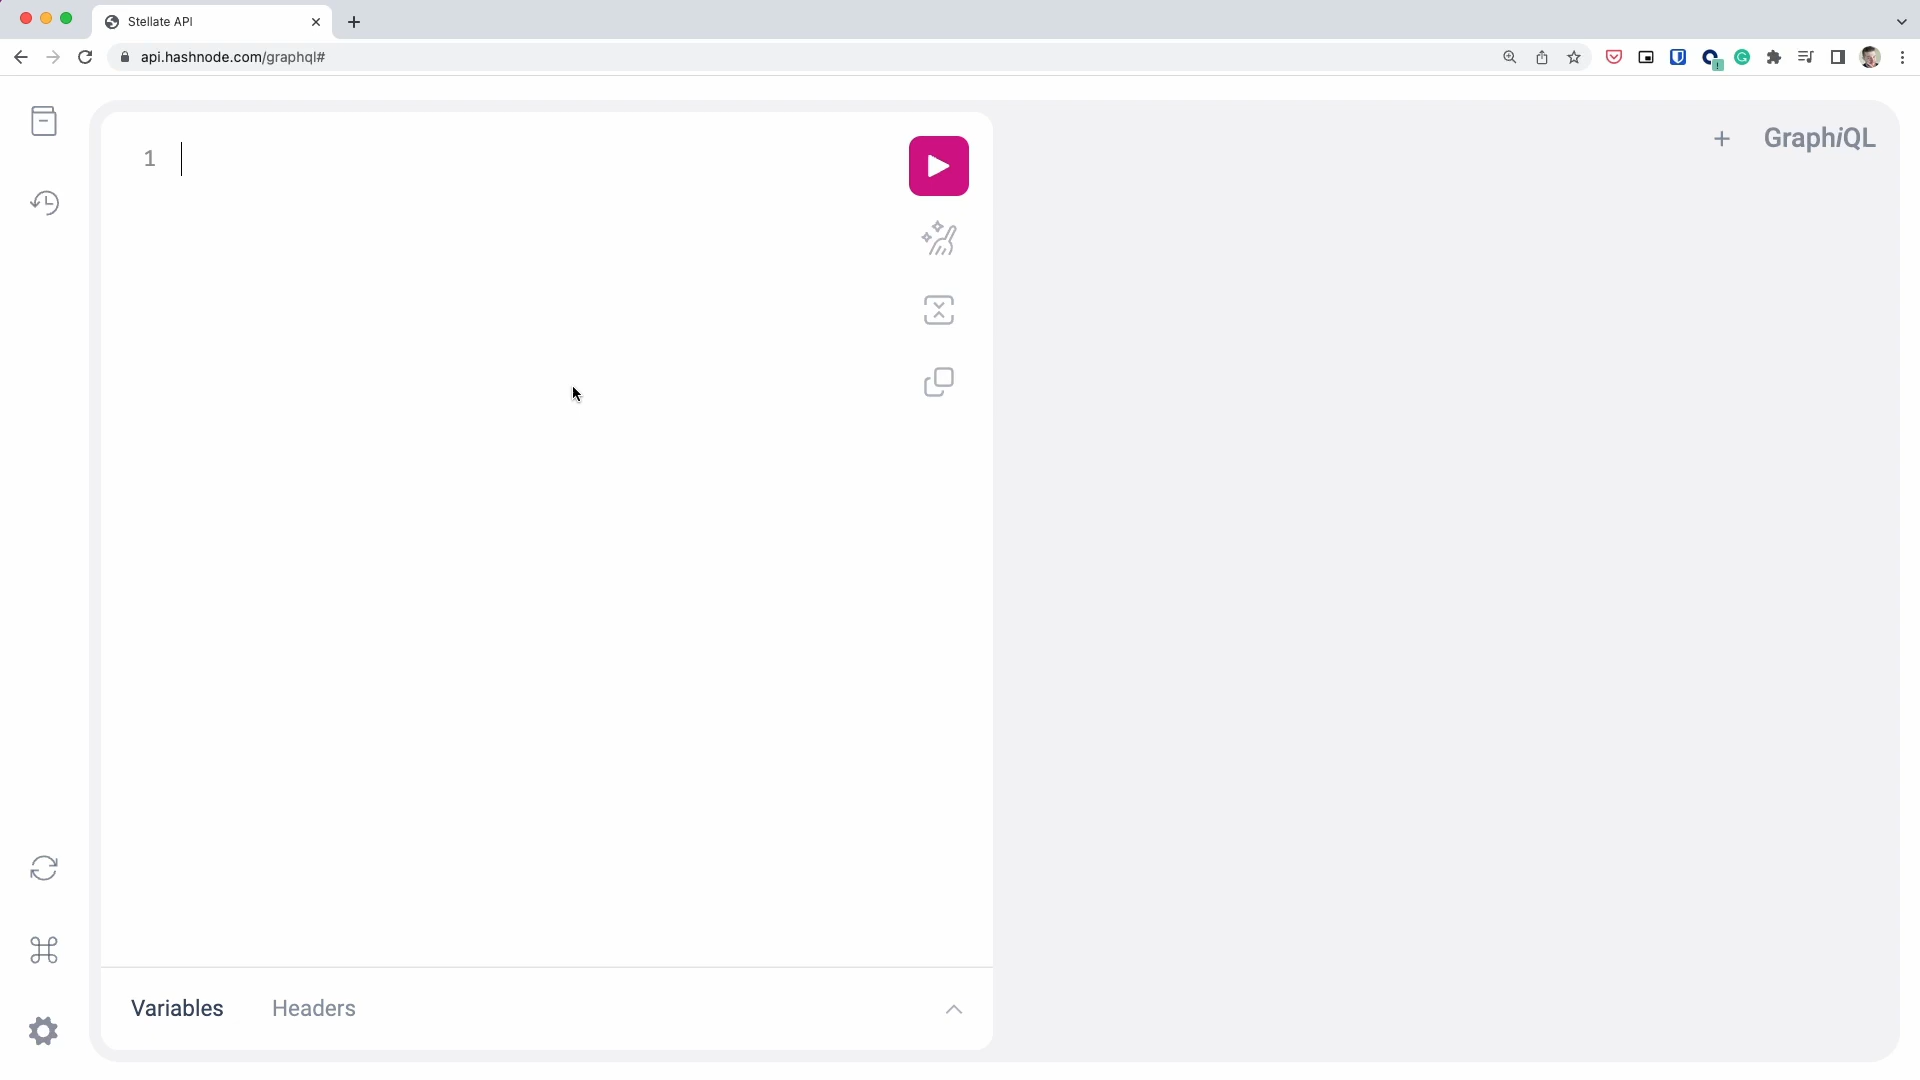 Stellate API
api.hashnode.com/graphql#
+ GraphiQL
1
Variables Headers